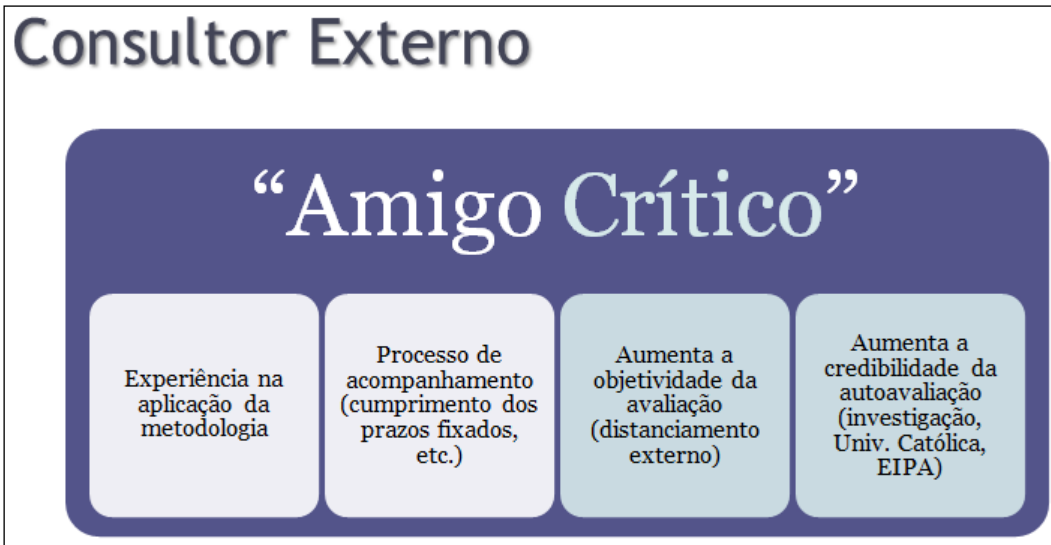 Consultor Externo
“Amigo Crítico”
Experiência na
aplicação da
metodologia
Processo de
acompanhamento
(cumprimento dos
prazos fixados,
etc.)
Aumenta a
objetividade da
avaliação
(distanciamento
externo)
Aumenta a
credibilidade da
autoavaliação
(investigação,
Univ. Católica,
EIPA)